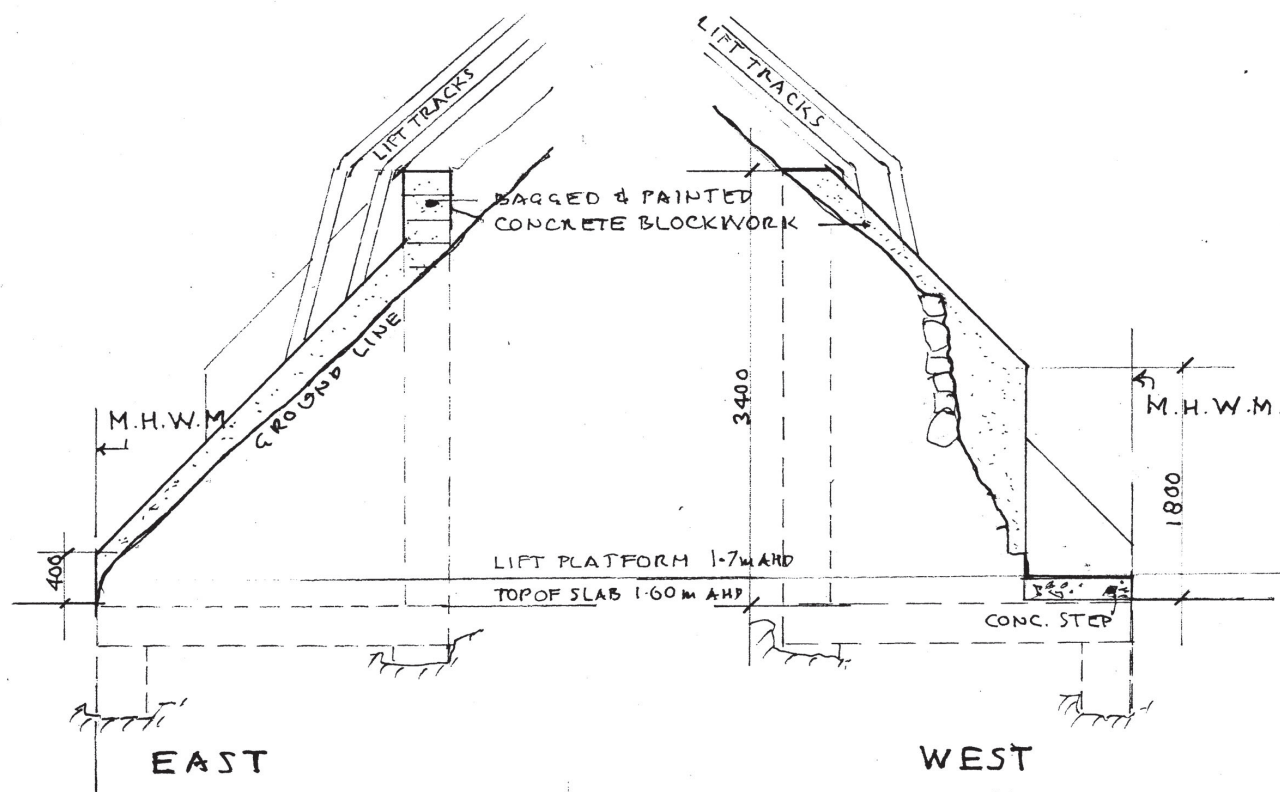 LIFT TRACKS
LIFT TRACKS
BAGGED & PAINTED
CONCRETE BLOCKWORK
GROUND LINE
M.H.W.M
M.H.W.M.
3400
1800
400
LIFT PLATFORM 1.7m AHD
TOP OF SLAB 1.60m AHD
CONC. STEP
EAST
WEST